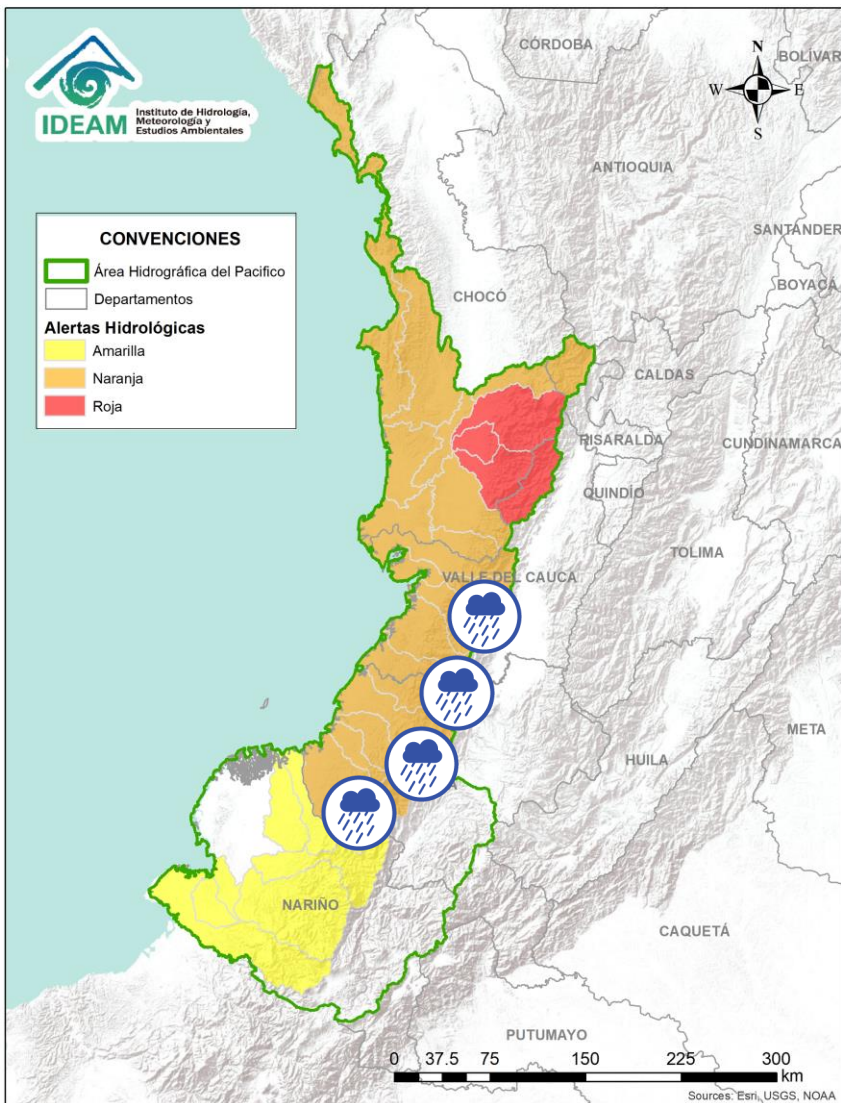 IDEAM
Instituto de Hidrología,
Meteorología y
Estudios Ambientales
CÓRDOBA
BOLÍVAR
N
W
E
S
ANTIOQUIA
CONVENCIONES
Área Hidrográfica del Pacifico
Departamentos
Alertas Hidrológicas
Amarilla
Naranja
Roja
SANTANDER
BOYACÁ
CHOCÓ
CALDAS
RISARALDA
CUNDINAMARCA
QUINDÍO
TOLIMA
VALLE DEL CAUCA
META
HUILA
NARIÑO
CAQUETÁ
PUTUMAYO
0 37.5 75 150 225 300
km
Sources: Esri, USGS, NOAA